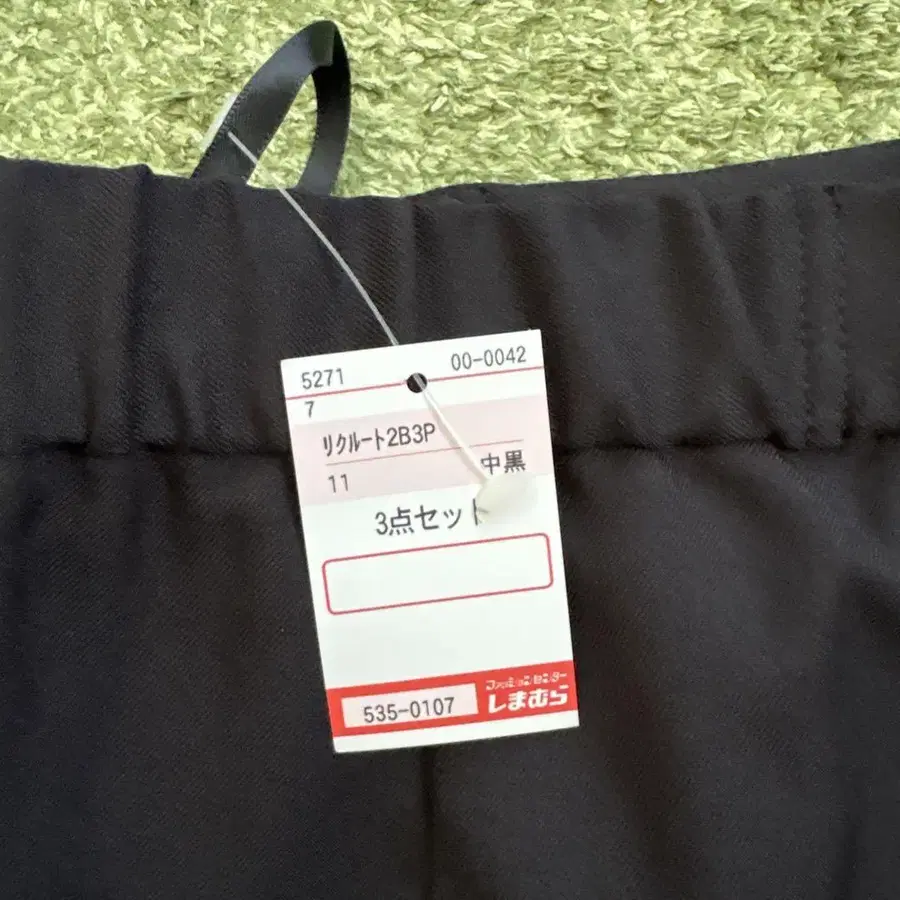 5271 00-0042
7
リクルート2B3P
11 中黒
3点セット
535-0107 ファッションセンター
しまむら